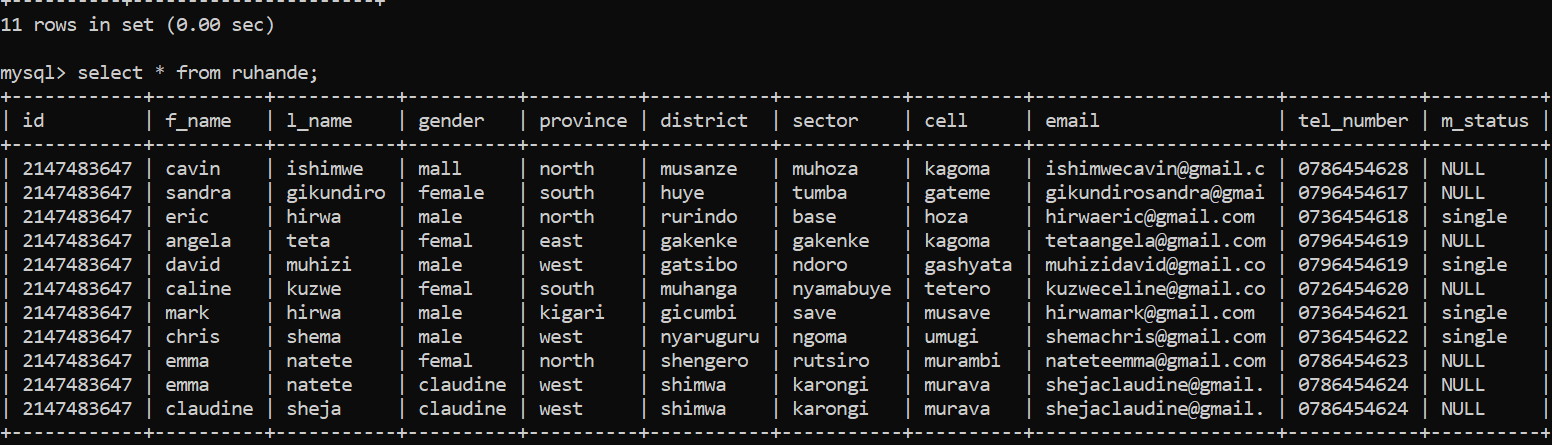 11 rows in set (0.00 sec)
mysql> select * from ruhande;
+------------+----------+-----------+----------+----------+-----------+-----------+----------+----------------------+------------+----------+
| id         | f_name   | l_name    | gender   | province | district  | sector    | cell     | email                | tel_number | m_status |
+------------+----------+-----------+----------+----------+-----------+-----------+----------+----------------------+------------+----------+
| 2147483647 | cavin    | ishimwe   | mall     | north    | musanze   | muhoza    | kagoma   | ishimwecavin@gmail.c | 0786454628 | NULL     |
| 2147483647 | sandra   | gikundiro | female   | south    | huye      | tumba     | gateme   | gikundirosandra@gmai | 0796454617 | NULL     |
| 2147483647 | eric     | hirwa     | male     | north    | rurindo   | base      | hoza     | hirwaeric@gmail.com  | 0736454618 | single   |
| 2147483647 | angela   | teta      | femal    | east     | gakenke   | gakenke   | kagoma   | tetaangela@gmail.com | 0796454619 | NULL     |
| 2147483647 | david    | muhizi    | male     | west     | gatsibo   | ndoro     | gashyata | muhizidavid@gmail.co | 0796454619 | single   |
| 2147483647 | caline   | kuzwe     | femal    | south    | muhanga   | nyamabuye | tetero   | kuzweceline@gmail.co | 0726454620 | NULL     |
| 2147483647 | mark     | hirwa     | male     | kigari   | gicumbi   | save      | musave   | hirwamark@gmail.com  | 0736454621 | single   |
| 2147483647 | chris    | shema     | male     | west     | nyaruguru | ngoma     | umugi    | shemachris@gmail.com | 0736454622 | single   |
| 2147483647 | emma     | natete    | femal    | north    | shengero  | rutsiro   | murambi  | nateteemma@gmail.com | 0786454623 | NULL     |
| 2147483647 | emma     | natete    | claudine | west     | shimwa    | karongi   | murava   | shejaclaudine@gmail. | 0786454624 | NULL     |
| 2147483647 | claudine | sheja     | claudine | west     | shimwa    | karongi   | murava   | shejaclaudine@gmail. | 0786454624 | NULL     |
+------------+----------+-----------+----------+----------+-----------+-----------+----------+----------------------+------------+----------+